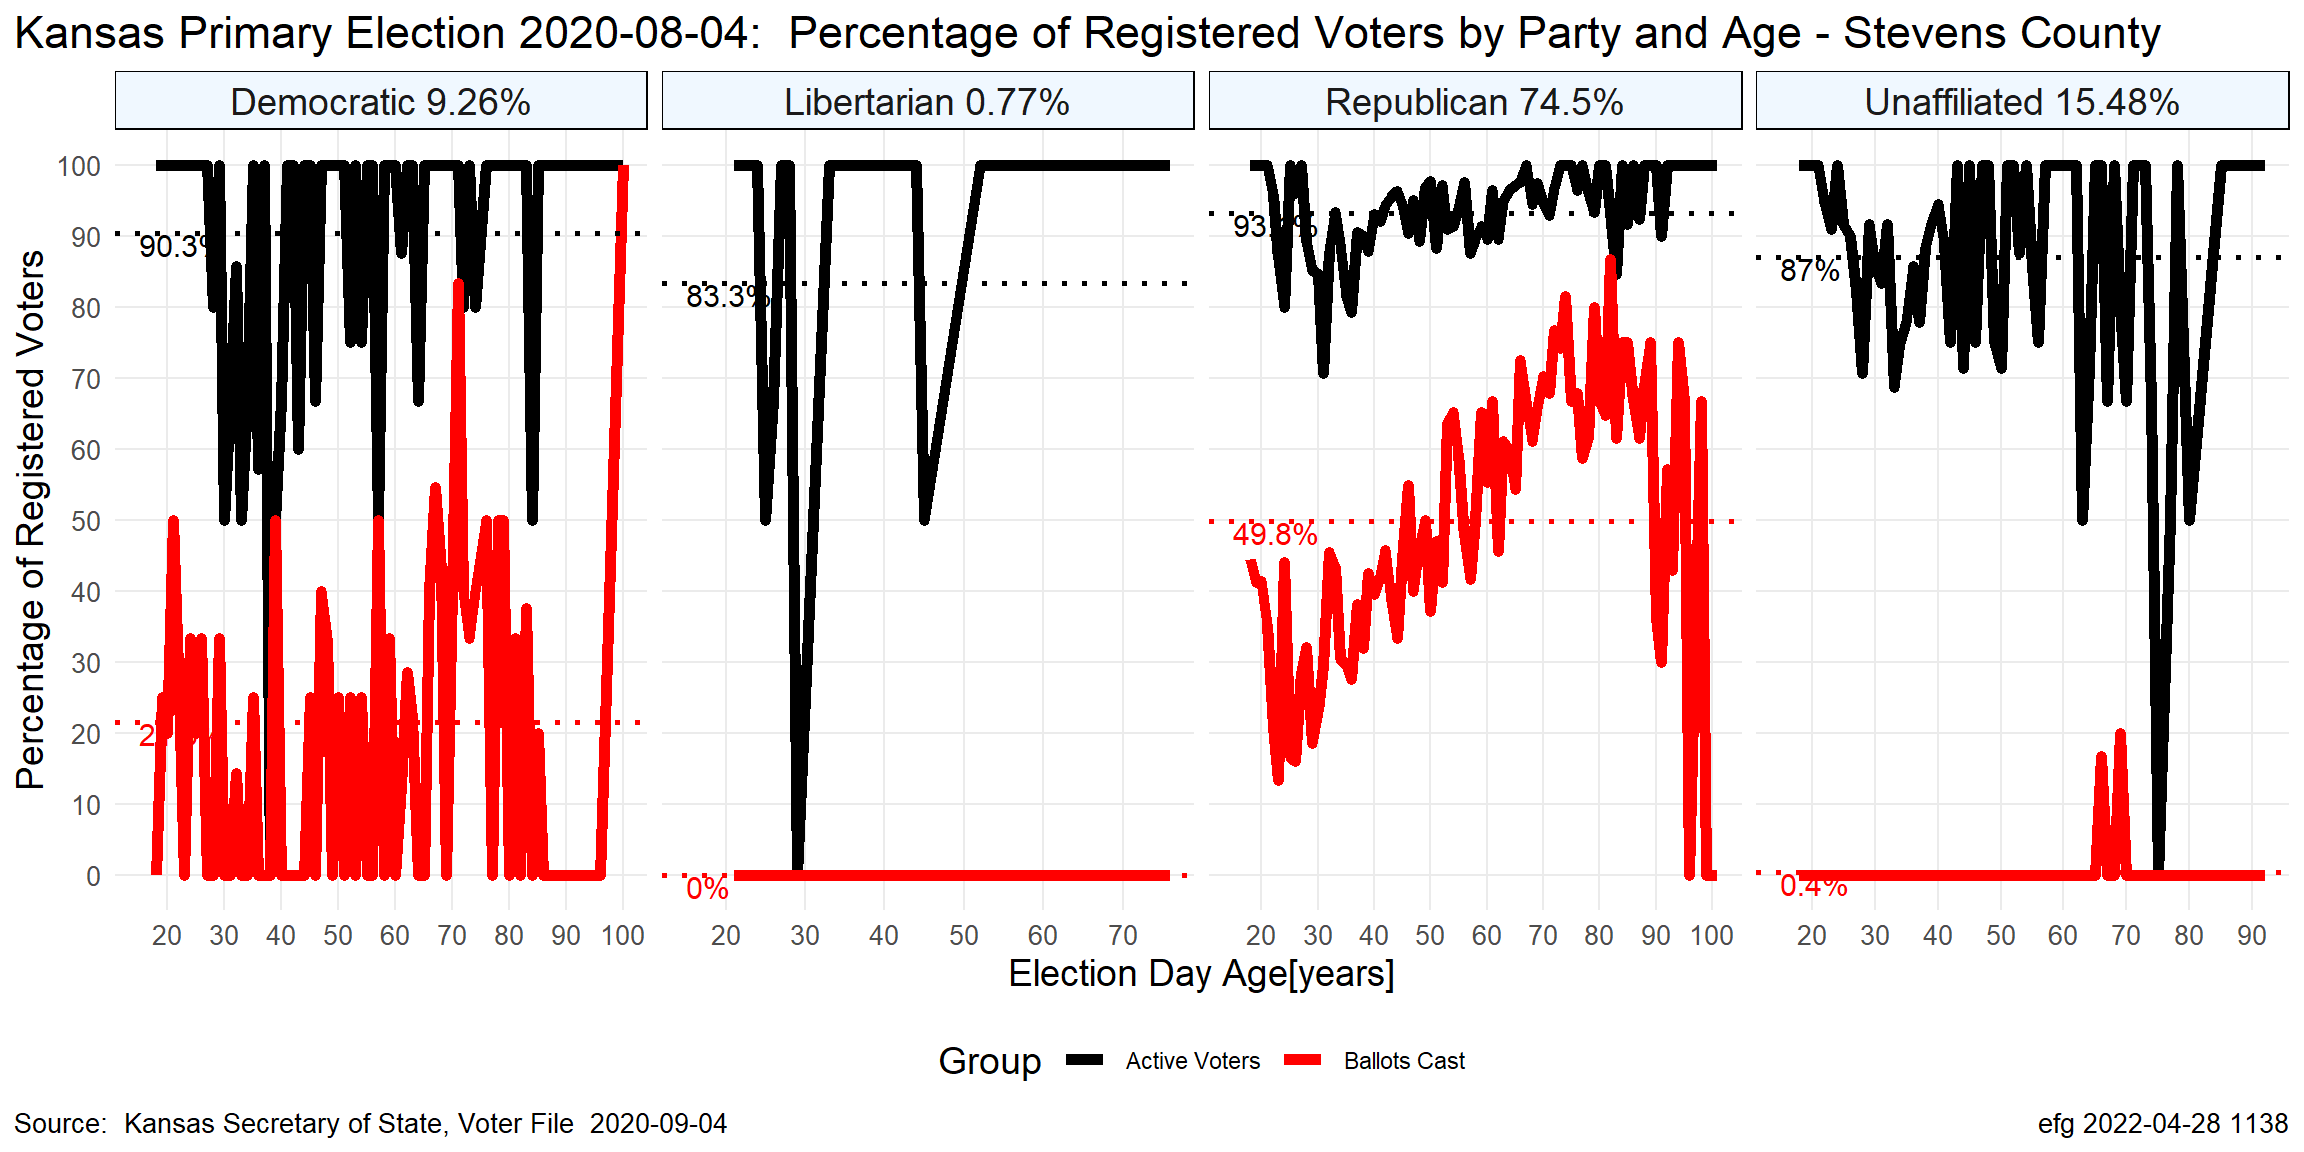 Kansas Primary Election 2020-08-04:  Percentage of Registered Voters by Party and Age - Stevens County
Democratic 9.26%
Libertarian 0.77%
Republican 74.5%
Unaffiliated 15.48%
Percentage of Registered Voters
100
90
80
70
60
50
40
30
20
10
0
90.3%
83.3%
0%
49.8%
87%
0.4%
20 30 40 50 60 70 80 90 100
20 30 40 50 60 70
20 30 40 50 60 70 80 90 100
20 30 40 50 60 70 80 90
Election Day Age[years]
Group Active Voters Ballots Cast
Source:  Kansas Secretary of State, Voter File  2020-09-04
efg 2022-04-28 1138